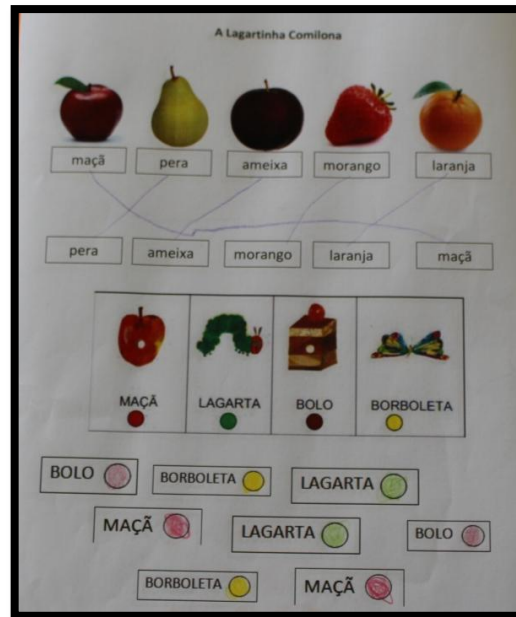 A Lagartinha Comilona
maçã pera ameixa morango laranja
pera ameixa morango laranja maçã
MAÇÃ LAGARTA BOLO BORBOLETA
BOLO BORBOLETA LAGARTA
MAÇÃ LAGARTA BOLO
BORBOLETA MAÇÃ